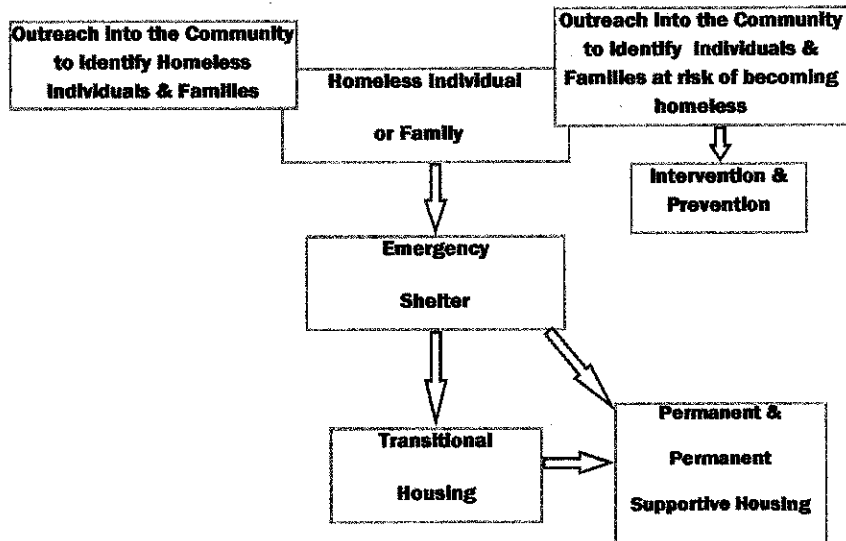 Outreach into the Community
to Identify Homeless
Individuals & Families
Homeless Individual
or Family
Outreach Into the Community
to Identify Individuals &
Families at risk of becoming
homeless
Intervention &
Prevention
Emergency
Shelter
Transitional
Housing
Permanent &
Permanent
Supportive Housing